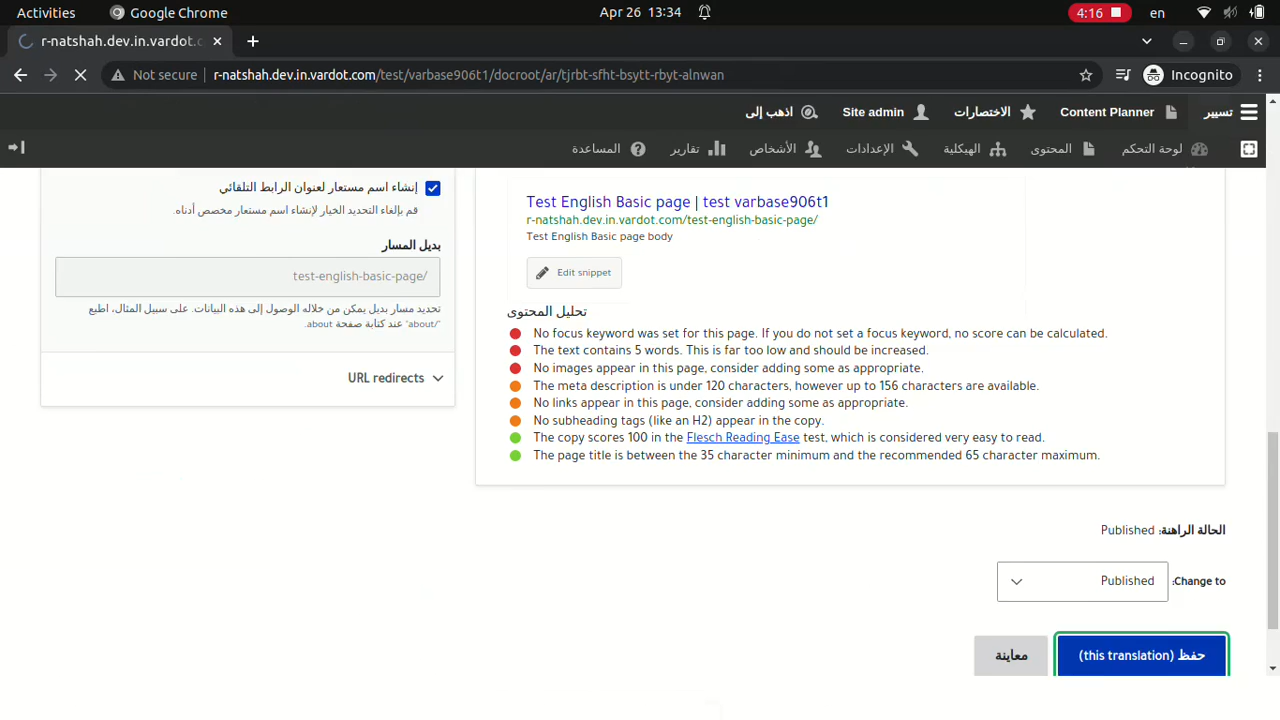 Activities
Google Chrome
Apr 26 13:34
4:16
en
r-natshah.dev.in.vardot.c
Not secure
r-natshah.dev.in.vardot.com/test/varbase906t1/docroot/ar/tjrbt-sfht-bsytt-rbyt-alnwan
Incognito
تسيير
Content Planner
الاختصارات
Site admin
اذهب إلى
لوحة التحكم
المحتوى
الهيكلية
الإعدادات
الأشخاص
تقارير
المساعدة
Test English Basic page | test varbase906t1
r-natshah.dev.in.vardot.com/test-english-basic-page/
Test English Basic page body
Edit snippet
تحليل المحتوى
No focus keyword was set for this page. If you do not set a focus keyword, no score can be calculated.
The text contains 5 words. This is far too low and should be increased.
No images appear in this page, consider adding some as appropriate.
The meta description is under 120 characters, however up to 156 characters are available.
No links appear in this page, consider adding some as appropriate.
No subheading tags (like an H2) appear in the copy.
The copy scores 100 in the Flesch Reading Ease test, which is considered very easy to read.
The page title is between the 35 character minimum and the recommended 65 character maximum.
إنشاء اسم مستعار لعنوان الرابط التلقائي
قم بإلغاء التحديد الخيار لإنشاء اسم مستعار مخصص أدناه.
بديل المسار
test-english-basic-page/
تحديد مسار بديل يمكن من خلاله الوصول إلى هذه البيانات. على سبيل المثال، اطبع
"/about" عند كتابة صفحة about.
URL redirects
الحالة الراهنة: Published
Change to:
Published
حفظ (this translation)
معاينة